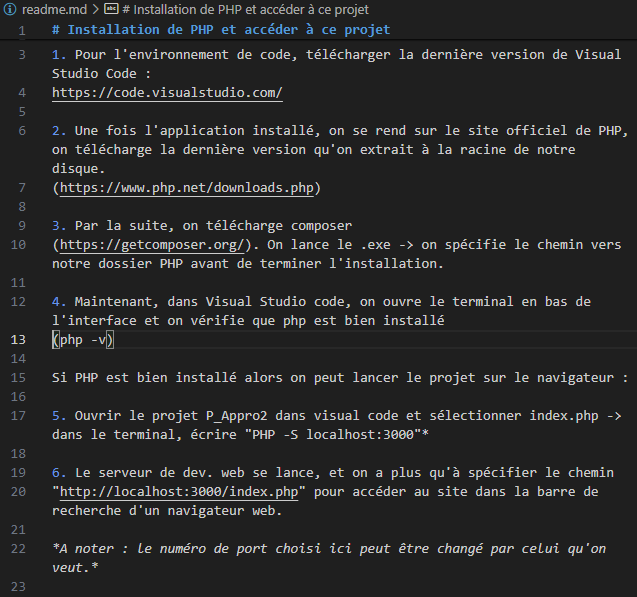 readme.md > # Installation de PHP et accéder à ce projet
1 # Installation de PHP et accéder à ce projet
3 1. Pour l'environnement de code, télécharger la dernière version de Visual
Studio Code :
4 https://code.visualstudio.com/
5
6 2. Une fois l'application installé, on se rend sur le site officiel de PHP,
on télécharge la dernière version qu'on extrait à la racine de notre
disque.
7 (https://www.php.net/downloads.php)
8
9 3. Par la suite, on télécharge composer
10 (https://getcomposer.org/). On lance le .exe -> on spécifie le chemin vers
notre dossier PHP avant de terminer l'installation.
11
12 4. Maintenant, dans Visual Studio code, on ouvre le terminal en bas de
l'interface et on vérifie que php est bien installé
13 (php -v)
14
15 Si PHP est bien installé alors on peut lancer le projet sur le navigateur :
16
17 5. Ouvrir le projet P_Appro2 dans visual code et sélectionner index.php ->
dans le terminal, écrire "PHP -S localhost:3000"*
18
19 6. Le serveur de dev. web se lance, et on a plus qu'à spécifier le chemin
20 "http://localhost:3000/index.php" pour accéder au site dans la barre de
recherche d'un navigateur web.
21
22 *A noter : le numéro de port choisi ici peut être changé par celui qu'on
veut.*
23